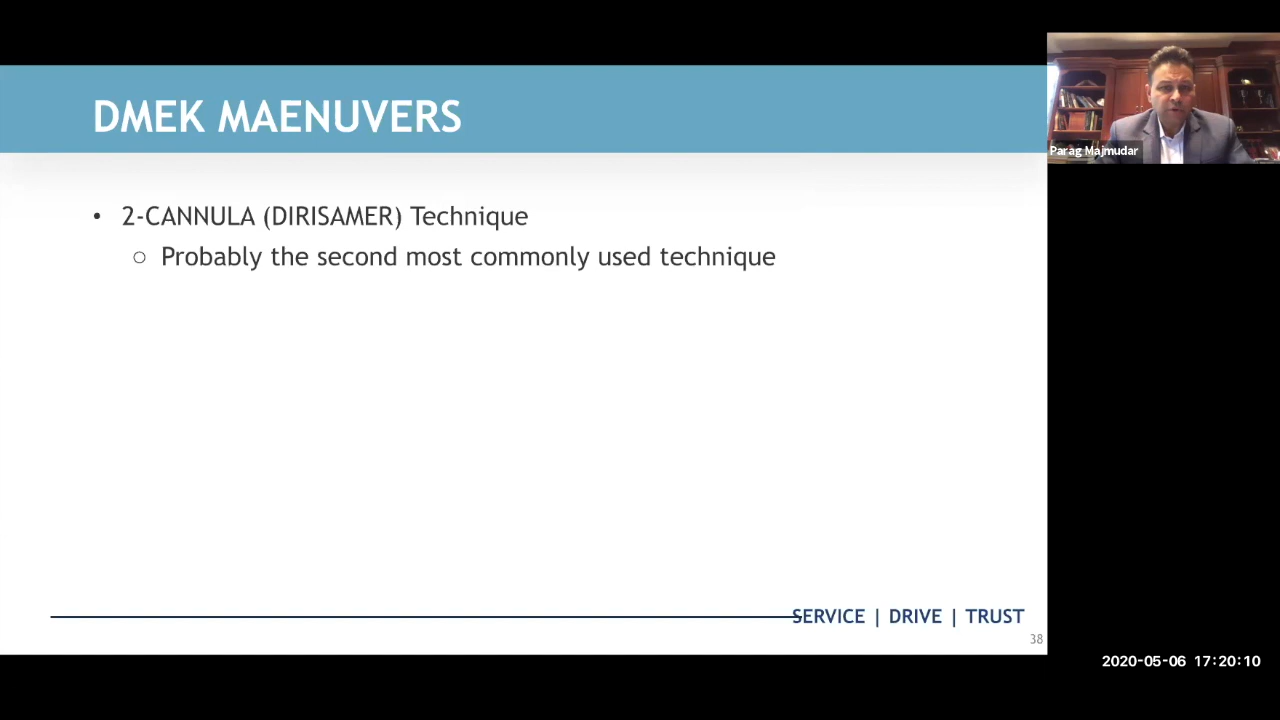 DMEK MAENUVERS
• 2-CANNULA (DIRISAMER) Technique
○ Probably the second most commonly used technique
SERVICE | DRIVE | TRUST
38
Parag Majmudar
2020-05-06 17:20:10